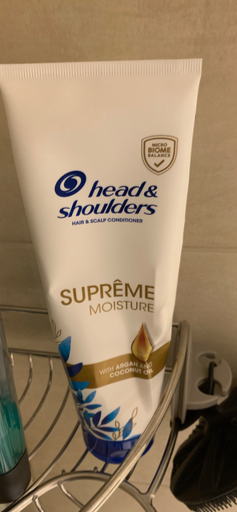 MICRO
BIOME
BALANCE
head &
shoulders
HAIR & SCALP CONDITIONER
SUPRÊME
MOISTURE
WITH ARGAN AND
COCONUT OIL